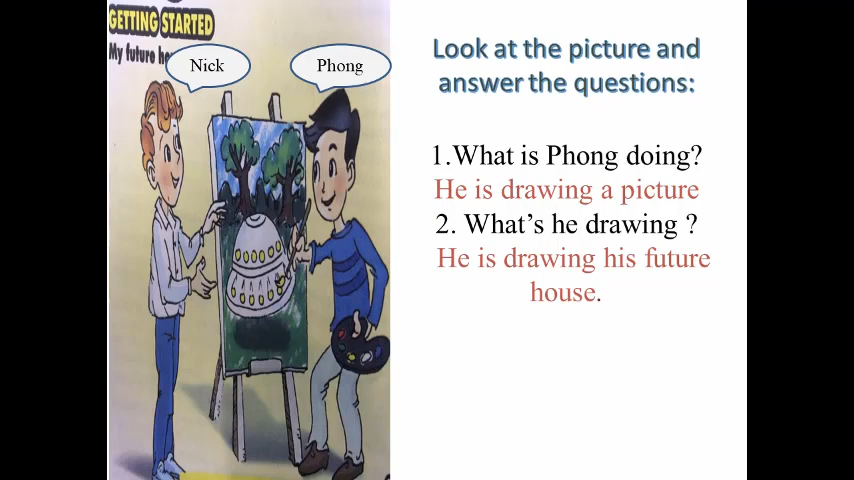 GETTING STARTED
My future
Nick
Phong
Look at the picture and
answer the questions:
1.What is Phong doing?
He is drawing a picture
2. What's he drawing ?
He is drawing his future
house.